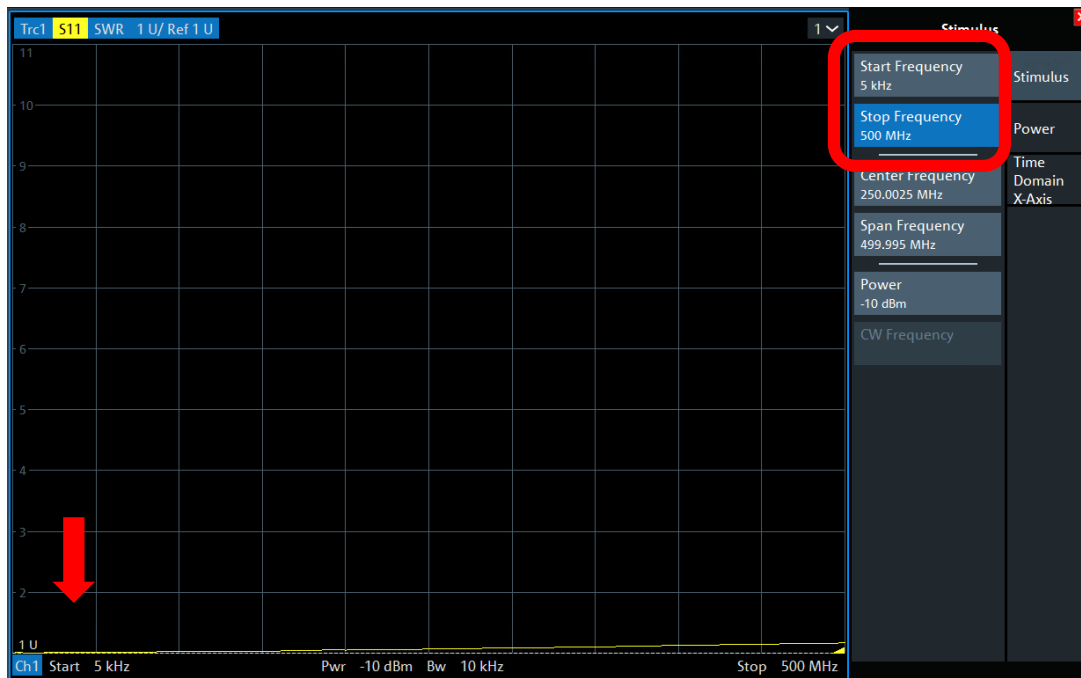 Trc1 S11 SWR 1 U/ Ref 1 U 1
11
10
9
8
7
6
5
4
3
2
1 U
Ch1 Start 5 kHz Pwr -10 dBm Bw 10 kHz Stop 500 MHz
Stimulus
Start Frequency
5 kHz
Stop Frequency
500 MHz
Center Frequency
250.0025 MHz
Span Frequency
499.995 MHz
Power
-10 dBm
CW Frequency
Stimulus
Power
Time
Domain
X-Axis